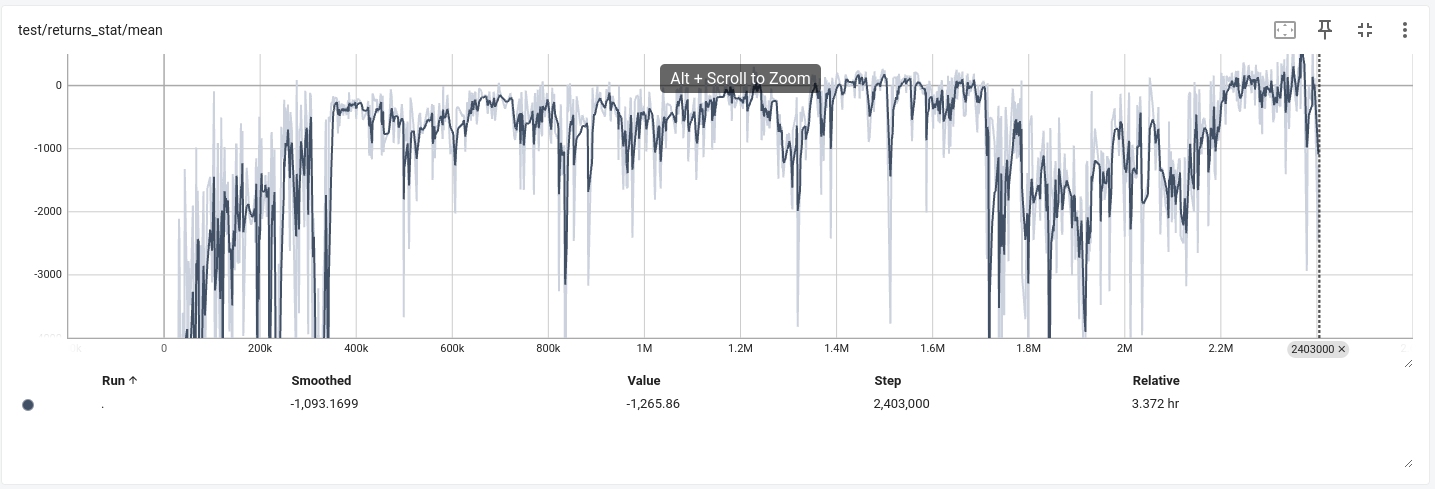 test/returns_stat/mean
Alt + Scroll to Zoom
0
-1000
-2000
-3000
0 200k 400k 600k 800k 1M 1.2M 1.4M 1.6M 1.8M 2M 2.2M 2403000 ×
Run ↑ Smoothed Value Step Relative
. -1,093.1699 -1,265.86 2,403,000 3.372 hr